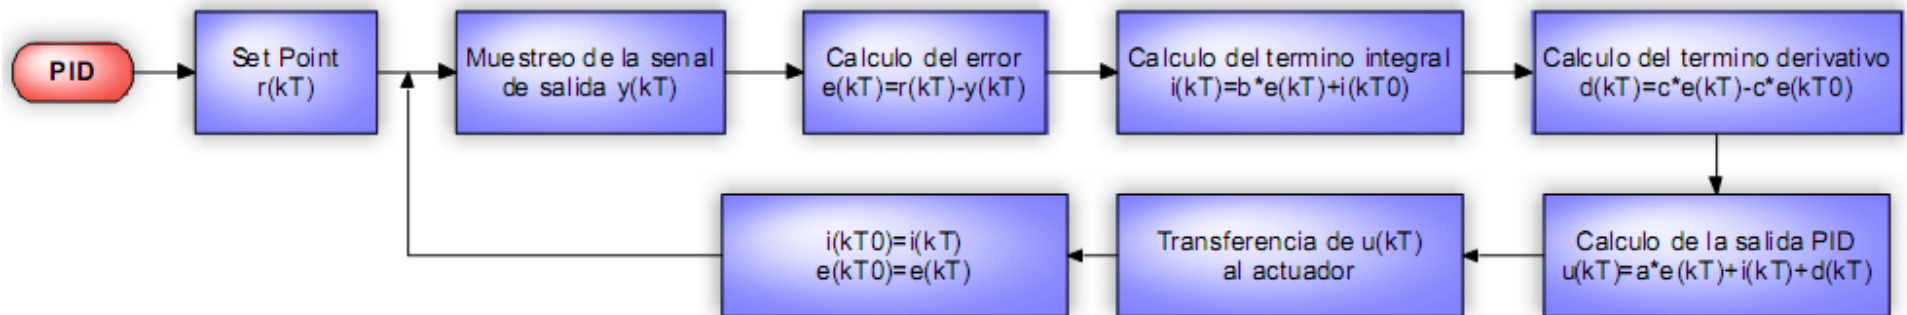 PID
Set Point
r(kT)
Muestreo de la senal
de salida y(kT)
Calculo del error
e(kT)=r(kT)-y(kT)
Calculo del termino integral
i(kT)=b*e(kT)+i(kT0)
Calculo del termino derivativo
d(kT)=c*e(kT)-c*e(kT0)
Calculo de la salida PID
u(kT)=a*e(kT)+i(kT)+d(kT)
Transferencia de u(kT)
al actuador
i(kT0)=i(kT)
e(kT0)=e(kT)